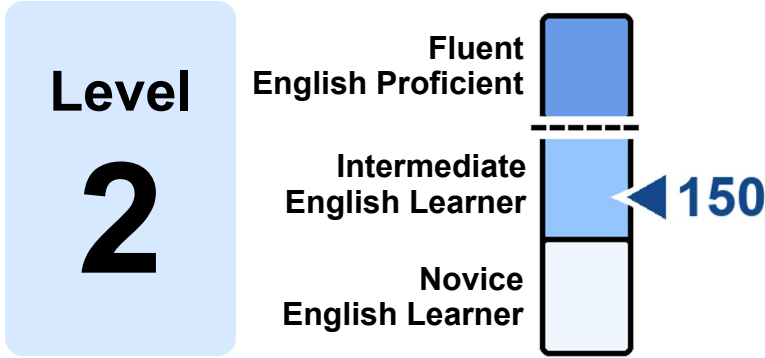 Level
2
Fluent
English Proficient
Intermediate
English Learner
150
Novice
English Learner